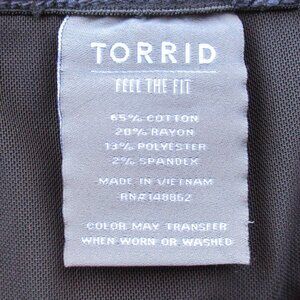 TORRID
FEEL THE FIT
65% COTTON
20% RAYON
13% POLYESTER
2% SPANDEX
MADE IN VIETNAM
RN#148862
COLOR MAY TRANSFER
WHEN WORN OR WASHED